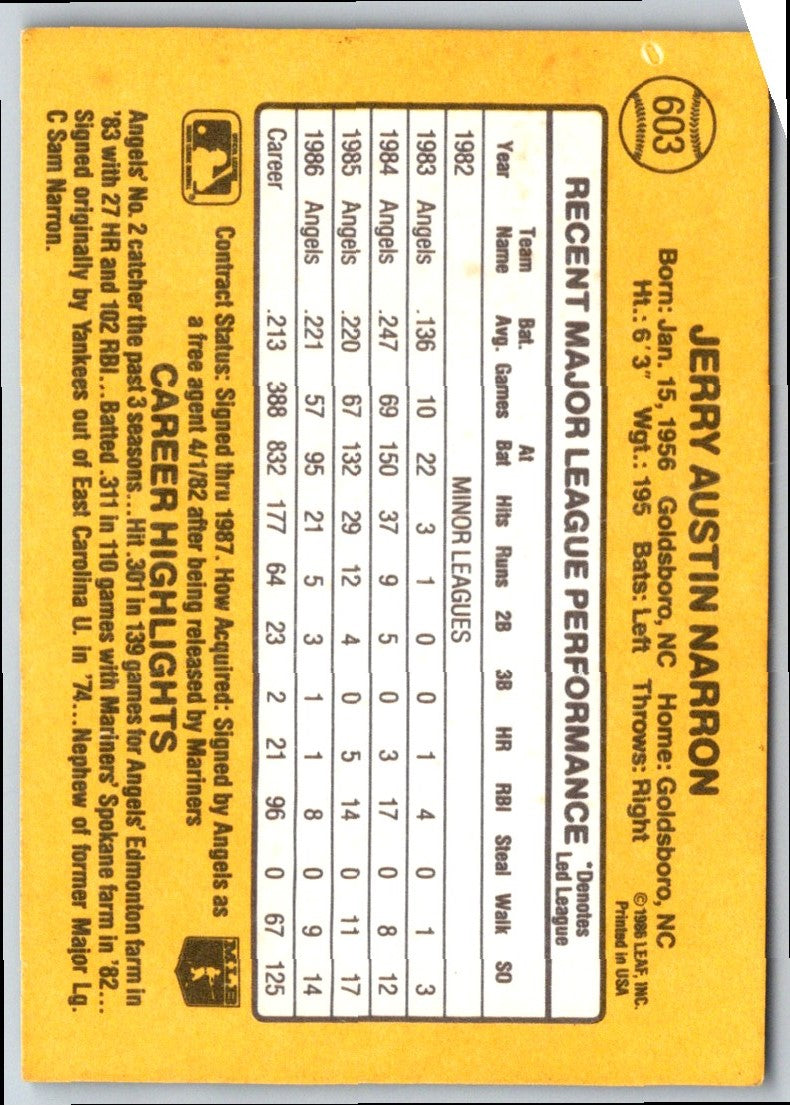 603
JERRY AUSTIN NARRON
Born: Jan. 15, 1956 Goldsboro, NC Home: Goldsboro, NC
Ht.: 6'3" Wgt.: 195 Bats: Left Throws: Right
©1986 LEAF, INC.
Printed in USA
RECENT MAJOR LEAGUE PERFORMANCE *Denotes
Led League
Team Bat. At
Year Name Avg. Games Bat Hits Runs 2B 3B HR RBI Steal Walk SO
1982 MINOR LEAGUES
1983 Angels .136 10 22 3 1 0 0 1 4 0 1 3
1984 Angels .247 69 150 37 9 5 0 3 17 0 8 12
1985 Angels .220 67 132 29 12 4 0 5 14 0 11 17
1986 Angels .221 57 95 21 5 3 1 1 8 0 9 14
Career .213 388 832 177 64 23 2 21 96 0 67 125
Contract Status: Signed thru 1987. How Acquired: Signed by Angels as
a free agent 4/1/82 after being released by Mariners
MLB
CAREER HIGHLIGHTS
Angels' No. 2 catcher the past 3 seasons...Hit .301 in 139 games for Angels' Edmonton farm in
'83 with 27 HR and 102 RBI...Batted .311 in 110 games with Mariners' Spokane farm in '82...
Signed originally by Yankees out of East Carolina U. in '74...Nephew of former Major Lg.
C Sam Narron.